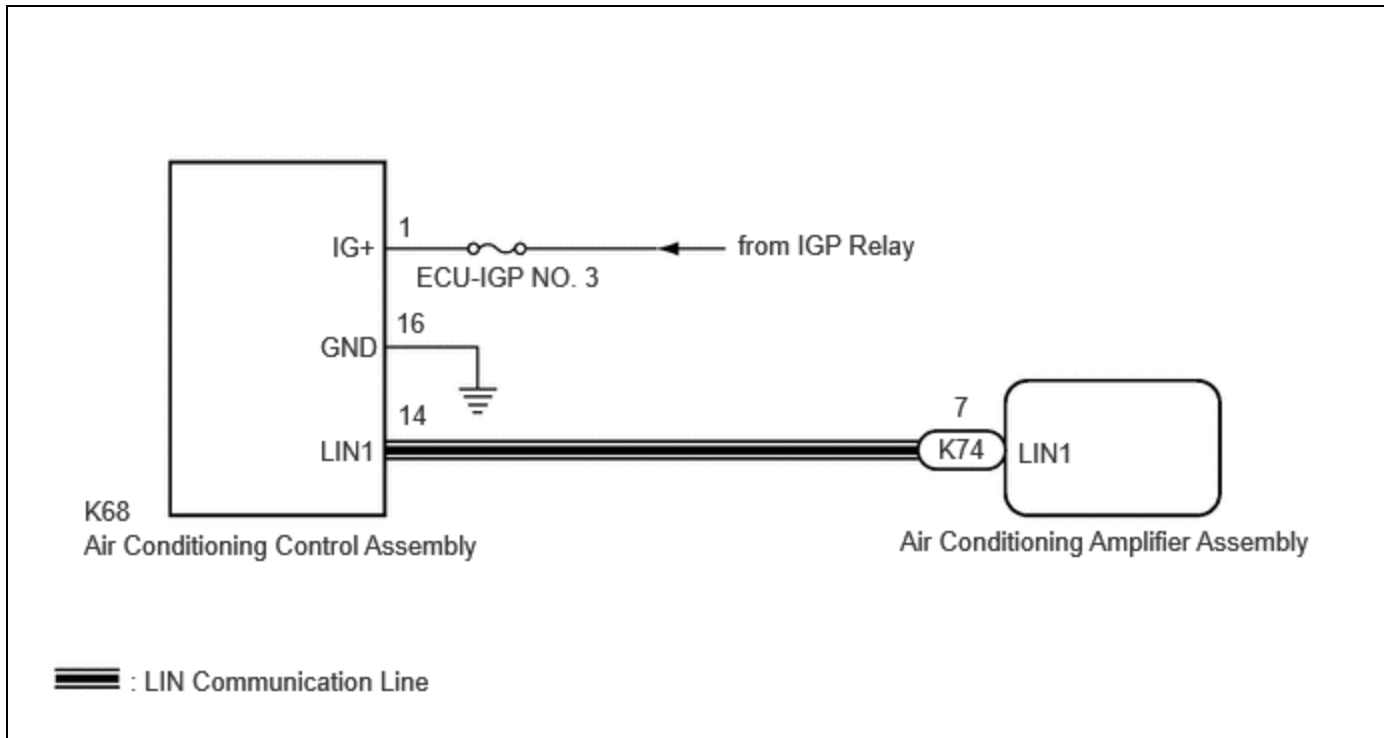 1
IG+
from IGP Relay
ECU-IGP NO. 3
16
GND
14
7
LIN1
K74
LIN1
K68
Air Conditioning Control Assembly
Air Conditioning Amplifier Assembly
: LIN Communication Line